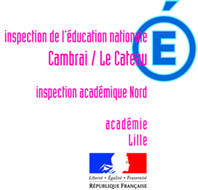 inspection de l'éducation nationale
Cambrai / Le Cateau
É
inspection académique Nord
académie
Lille
Liberté • Égalité • Fraternité
RÉPUBLIQUE FRANÇAISE